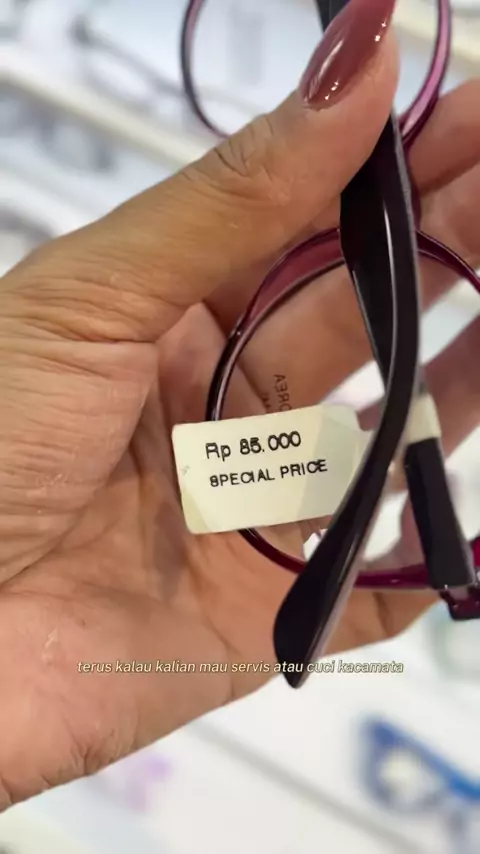 Rp 85.000
SPECIAL PRICE
terus kalau kalian mau servis atau cuci kacamata